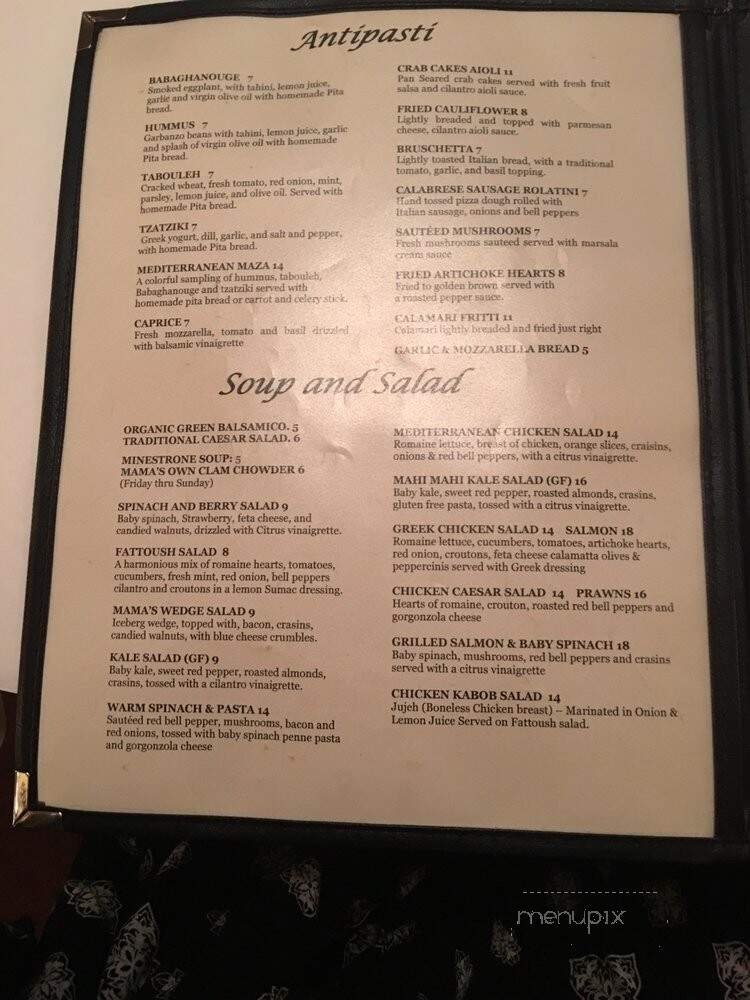 Antipasti
BABAGHANOUGE 7
Smoked eggplant, with tahini, lemon juice,
garlic and virgin olive oil with homemade Pita
bread.
HUMMUS 7
Garbanzo beans with tahini, lemon juice, garlic
and splash of virgin olive oil with homemade
Pita bread.
TABOULEH 7
Cracked wheat, fresh tomato, red onion, mint,
parsley, lemon juice, and olive oil. Served with
homemade Pita bread.
TZATZIKI 7
Greek yogurt, dill, garlic, and salt and pepper,
with homemade Pita bread.
MEDITERRANEAN MAZA 14
A colorful sampling of hummus, tabouleh,
Babaghanouge and tzatziki served with
homemade pita bread or carrot and celery stick.
CAPRICE 7
Fresh mozzarella, tomato and basil drizzled
with balsamic vinaigrette
CRAB CAKES AIOLI 11
Pan Seared crab cakes served with fresh fruit
salsa and cilantro aioli sauce.
FRIED CAULIFLOWER 8
Lightly breaded and topped with parmesan
cheese, cilantro aioli sauce.
BRUSCHETTA 7
Lightly toasted Italian bread, with a traditional
tomato, garlic, and basil topping.
CALABRESE SAUSAGE ROLATINI 7
Hand tossed pizza dough rolled with
Italian sausage, onions and bell peppers
SAUTÉED MUSHROOMS 7
Fresh mushrooms sauteed served with marsala
cream sauce
FRIED ARTICHOKE HEARTS 8
Fried to golden brown served with
a roasted pepper sauce.
CALAMARI FRITTI 11
Calamari lightly breaded and fried just right
GARLIC & MOZZARELLA BREAD 5
Soup and Salad
ORGANIC GREEN BALSAMICO. 5
TRADITIONAL CAESAR SALAD. 6
MINESTRONE SOUP: 5
MAMA'S OWN CLAM CHOWDER 6
(Friday thru Sunday)
SPINACH AND BERRY SALAD 9
Baby spinach, Strawberry, feta cheese, and
candied walnuts, drizzled with Citrus vinaigrette.
FATTOUSH SALAD 8
A harmonious mix of romaine hearts, tomatoes,
cucumbers, fresh mint, red onion, bell peppers
cilantro and croutons in a lemon Sumac dressing.
MAMA'S WEDGE SALAD 9
Iceberg wedge, topped with, bacon, crasins,
candied walnuts, with blue cheese crumbles.
KALE SALAD (GF) 9
Baby kale, sweet red pepper, roasted almonds,
crasins, tossed with a cilantro vinaigrette.
WARM SPINACH & PASTA 14
Sautéed red bell pepper, mushrooms, bacon and
red onions, tossed with baby spinach penne pasta
and gorgonzola cheese
MEDITERRANEAN CHICKEN SALAD 14
Romaine lettuce, breast of chicken, orange slices, craisins,
onions & red bell peppers, with a citrus vinaigrette.
MAHI MAHI KALE SALAD (GF) 16
Baby kale, sweet red pepper, roasted almonds, crasins,
gluten free pasta, tossed with a citrus vinaigrette.
GREEK CHICKEN SALAD 14 SALMON 18
Romaine lettuce, cucumbers, tomatoes, artichoke hearts,
red onion, croutons, feta cheese calamatta olives &
peppercinis served with Greek dressing
CHICKEN CAESAR SALAD 14 PRAWNS 16
Hearts of romaine, crouton, roasted red bell peppers and
gorgonzola cheese
GRILLED SALMON & BABY SPINACH 18
Baby spinach, mushrooms, red bell peppers and crasins
served with a citrus vinaigrette
CHICKEN KABOB SALAD 14
Jujeh (Boneless Chicken breast) – Marinated in Onion &
Lemon Juice Served on Fattoush salad.
menupix